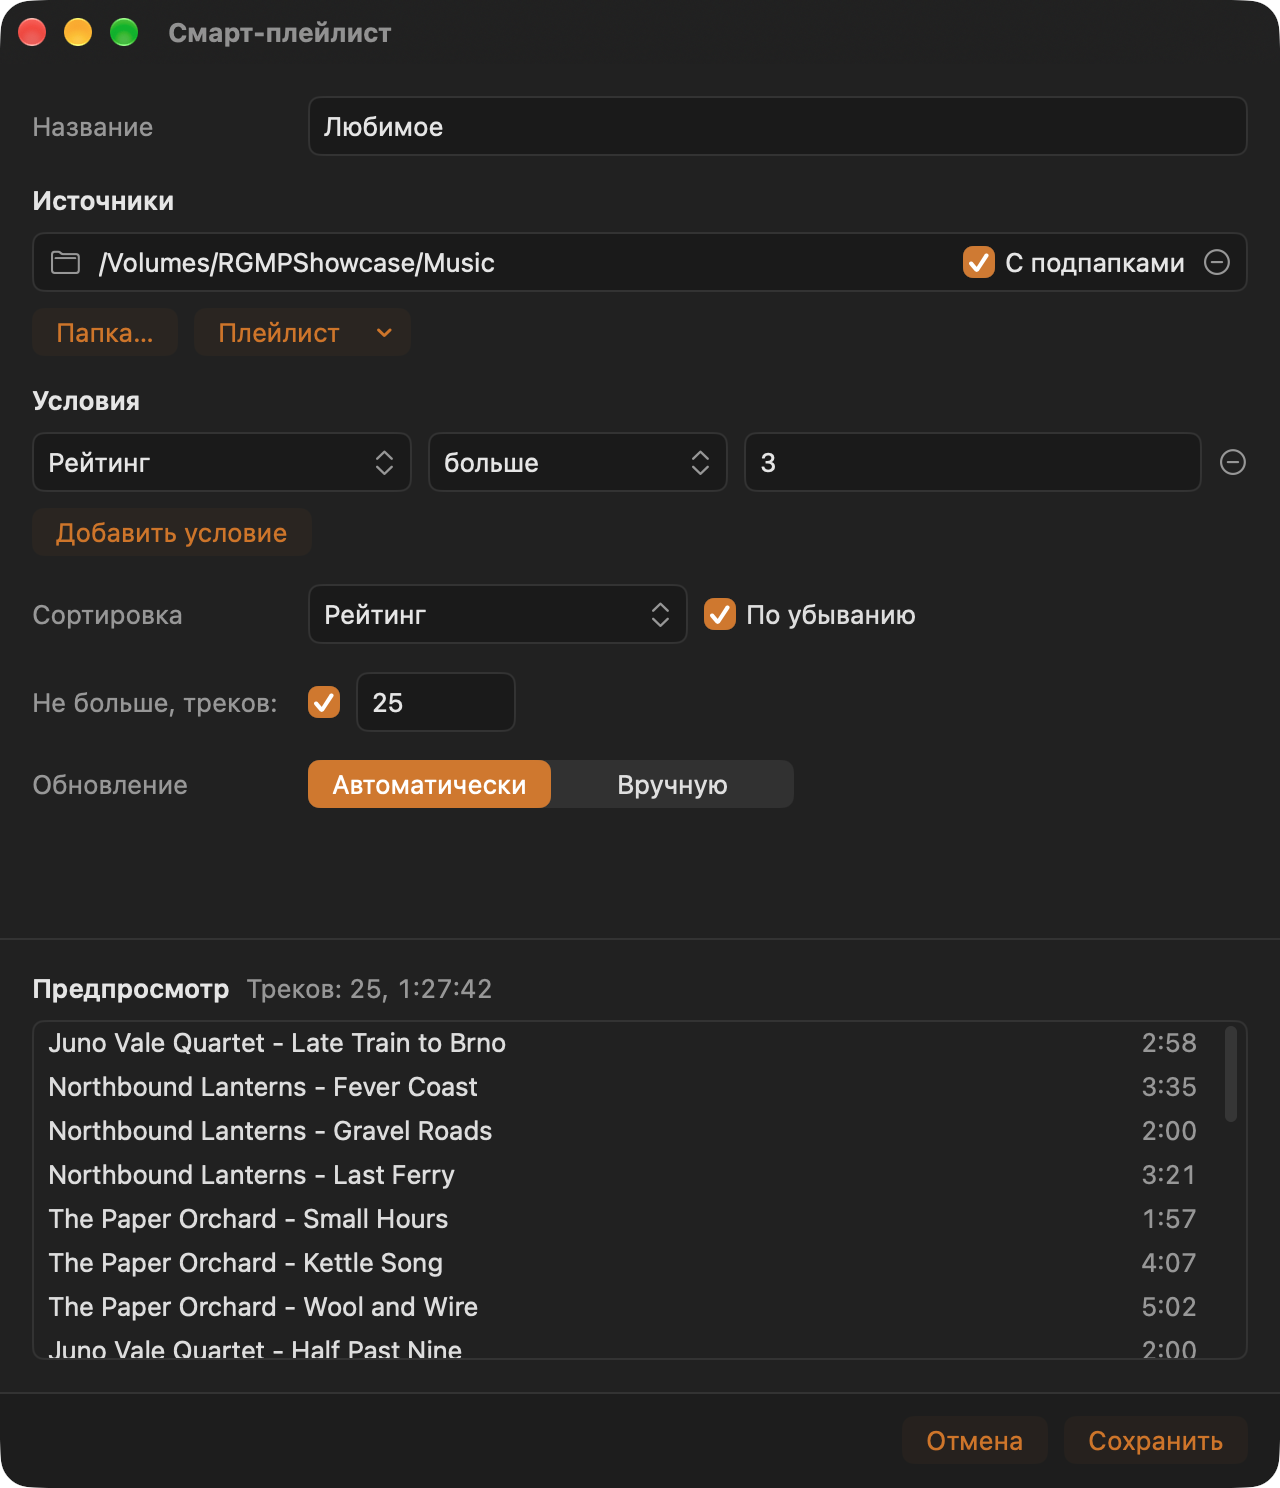 Смарт-плейлист
Название
Любимое
Источники
/Volumes/RGMPShowcase/Music
С подпапками
Папка...
Плейлист
Условия
Рейтинг
больше
3
Добавить условие
Сортировка
Рейтинг
По убыванию
Не больше, треков:
25
Обновление
Автоматически
Вручную
Предпросмотр Треков: 25, 1:27:42
Juno Vale Quartet - Late Train to Brno 2:58
Northbound Lanterns - Fever Coast 3:35
Northbound Lanterns - Gravel Roads 2:00
Northbound Lanterns - Last Ferry 3:21
The Paper Orchard - Small Hours 1:57
The Paper Orchard - Kettle Song 4:07
The Paper Orchard - Wool and Wire 5:02
Juno Vale Quartet - Half Past Nine 2:00
Отмена
Сохранить